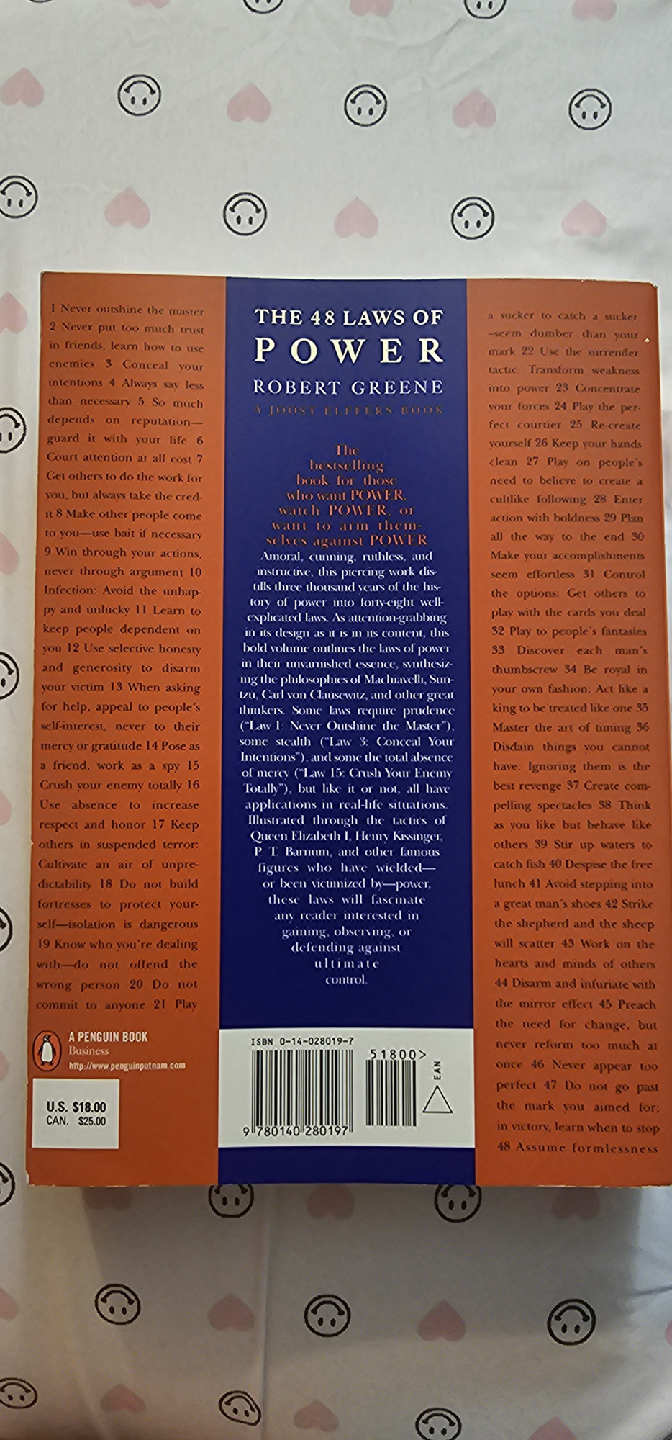 1 Never outshine the master
2 Never put too much trust
in friends, learn how to use
enemies 3 Conceal your
intentions 4 Always say less
than necessary 5 So much
depends on reputation—
guard it with your life 6
Court attention at all cost 7
Get others to do the work for
you, but always take the cred-
it 8 Make other people come
to you—use bait if necessary
9 Win through your actions,
never through argument 10
Infection: Avoid the unhap-
py and unlucky 11 Learn to
keep people dependent on
you 12 Use selective honesty
and generosity to disarm
your victim 13 When asking
for help, appeal to people's
self-interest, never to their
mercy or gratitude 14 Pose as
a friend, work as a spy 15
Crush your enemy totally 16
Use absence to increase
respect and honor 17 Keep
others in suspended terror:
Cultivate an air of unpre-
dictability 18 Do not build
fortresses to protect your-
self—isolation is dangerous
19 Know who you're dealing
with—do not offend the
wrong person 20 Do not
commit to anyone 21 Play
A PENGUIN BOOK
Business
http://www.penguinputnam.com
U.S. $18.00
CAN. $25.00
THE 48 LAWS OF
POWER
ROBERT GREENE
A JOOST ELFFERS BOOK
The
bestselling
book for those
who want POWER,
watch POWER, or
want to arm them-
selves against POWER
Amoral, cunning, ruthless, and
instructive, this piercing work dis-
tills three thousand years of the his-
tory of power into forty-eight well-
explicated laws. As attention-grabbing
in its design as it is in its content, this
bold volume outlines the laws of power
in their unvarnished essence, synthesiz-
ing the philosophies of Machiavelli, Sun-
tzu, Carl von Clausewitz, and other great
thinkers. Some laws require prudence
("Law 1: Never Outshine the Master"),
some stealth ("Law 3: Conceal Your
Intentions"), and some the total absence
of mercy ("Law 15: Crush Your Enemy
Totally"), but like it or not, all have
applications in real-life situations.
Illustrated through the tactics of
Queen Elizabeth I, Henry Kissinger,
P. T. Barnum, and other famous
figures who have wielded—
or been victimized by—power,
these laws will fascinate
any reader interested in
gaining, observing, or
defending against
ultimate
control.
ISBN 0-14-028019-7
51800>
EAN
9 780140 280197
a sucker to catch a sucker
–seem dumber than your
mark 22 Use the surrender
tactic: Transform weakness
into power 23 Concentrate
your forces 24 Play the per-
fect courtier 25 Re-create
yourself 26 Keep your hands
clean 27 Play on people's
need to believe to create a
cultlike following 28 Enter
action with boldness 29 Plan
all the way to the end 30
Make your accomplishments
seem effortless 31 Control
the options: Get others to
play with the cards you deal
32 Play to people's fantasies
33 Discover each man's
thumbscrew 34 Be royal in
your own fashion: Act like a
king to be treated like one 35
Master the art of timing 36
Disdain things you cannot
have: Ignoring them is the
best revenge 37 Create com-
pelling spectacles 38 Think
as you like but behave like
others 39 Stir up waters to
catch fish 40 Despise the free
lunch 41 Avoid stepping into
a great man's shoes 42 Strike
the shepherd and the sheep
will scatter 43 Work on the
hearts and minds of others
44 Disarm and infuriate with
the mirror effect 45 Preach
the need for change, but
never reform too much at
once 46 Never appear too
perfect 47 Do not go past
the mark you aimed for;
in victory, learn when to stop
48 Assume formlessness